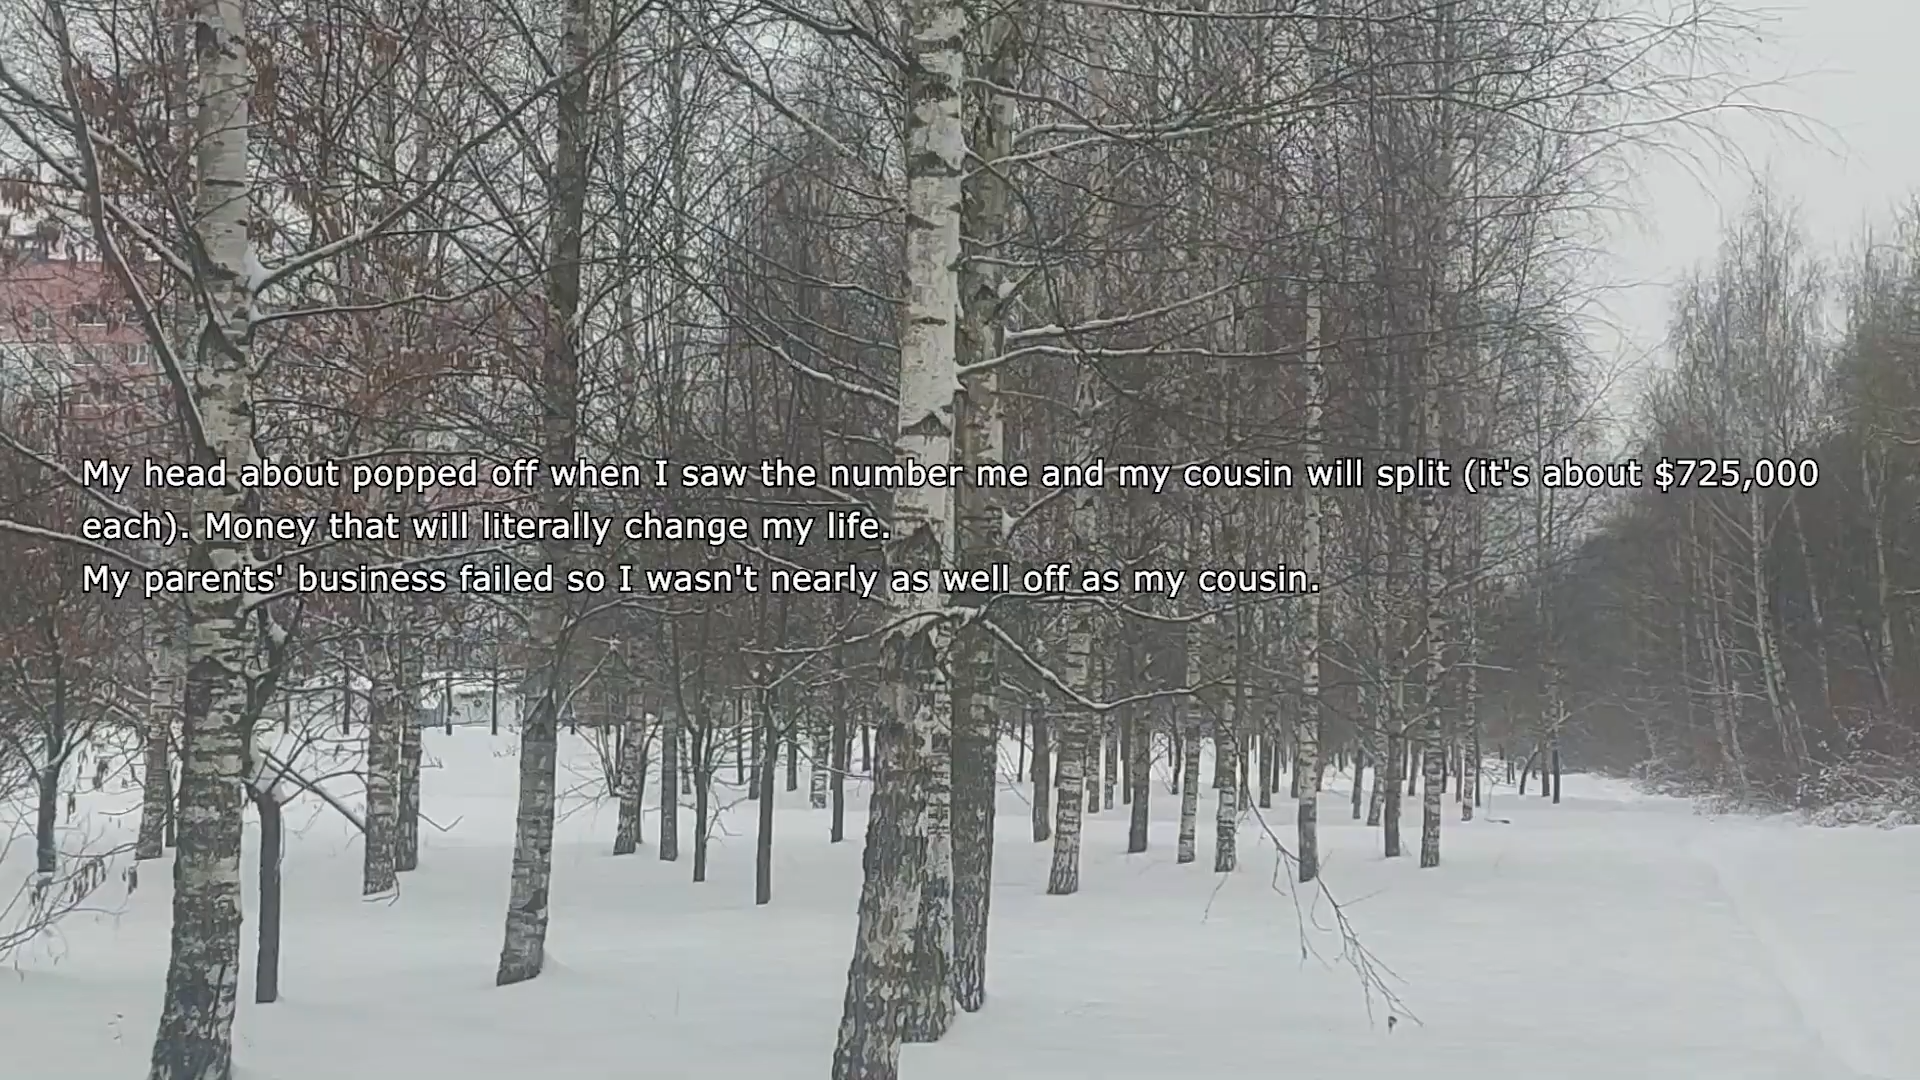 My head about popped off when I saw the number me and my cousin will split (it's about $725,000
each). Money that will literally change my life.
My parents' business failed so I wasn't nearly as well off as my cousin.